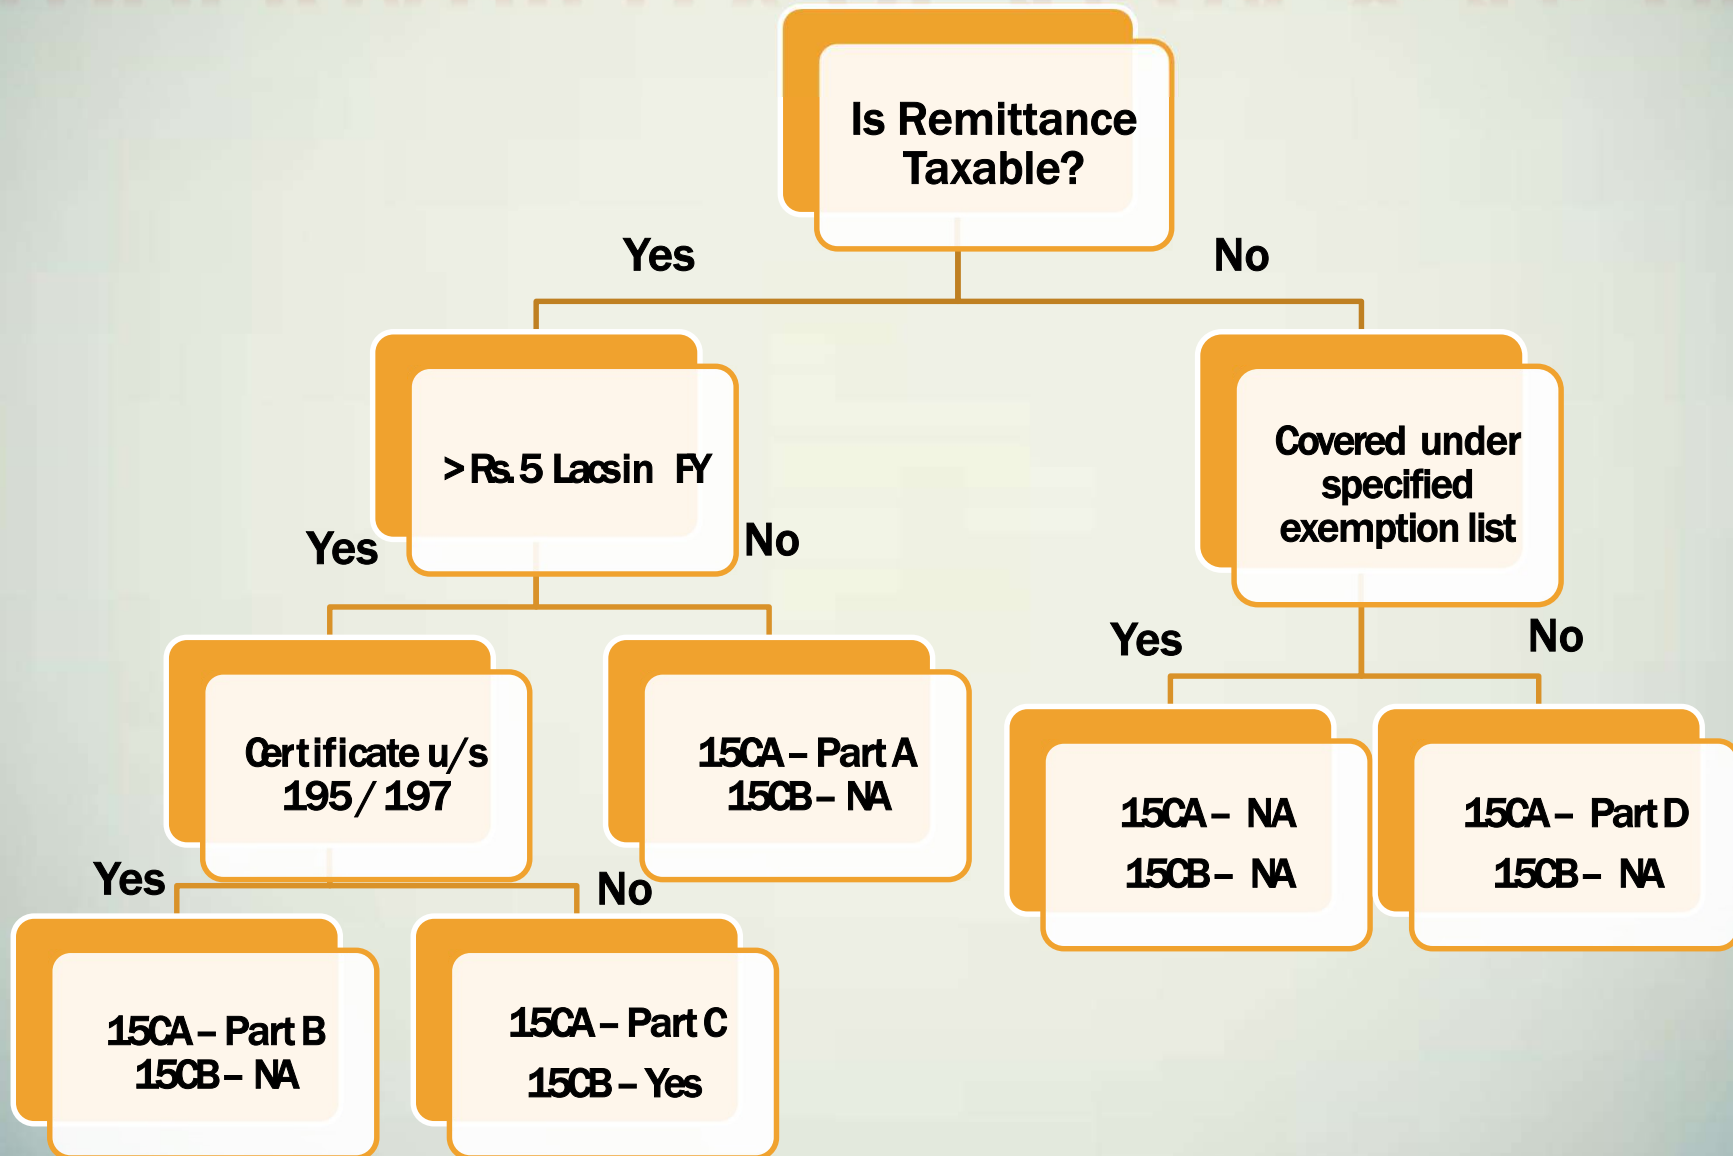 Is Remittance
Taxable?
Yes
No
> Rs. 5 Lacs in FY
Covered under
specified
exemption list
Yes
No
Yes
No
Certificate u/s
195 / 197
15CA – Part A
15CB – NA
15CA – NA
15CB – NA
15CA – Part D
15CB – NA
Yes
No
15CA – Part B
15CB – NA
15CA – Part C
15CB – Yes